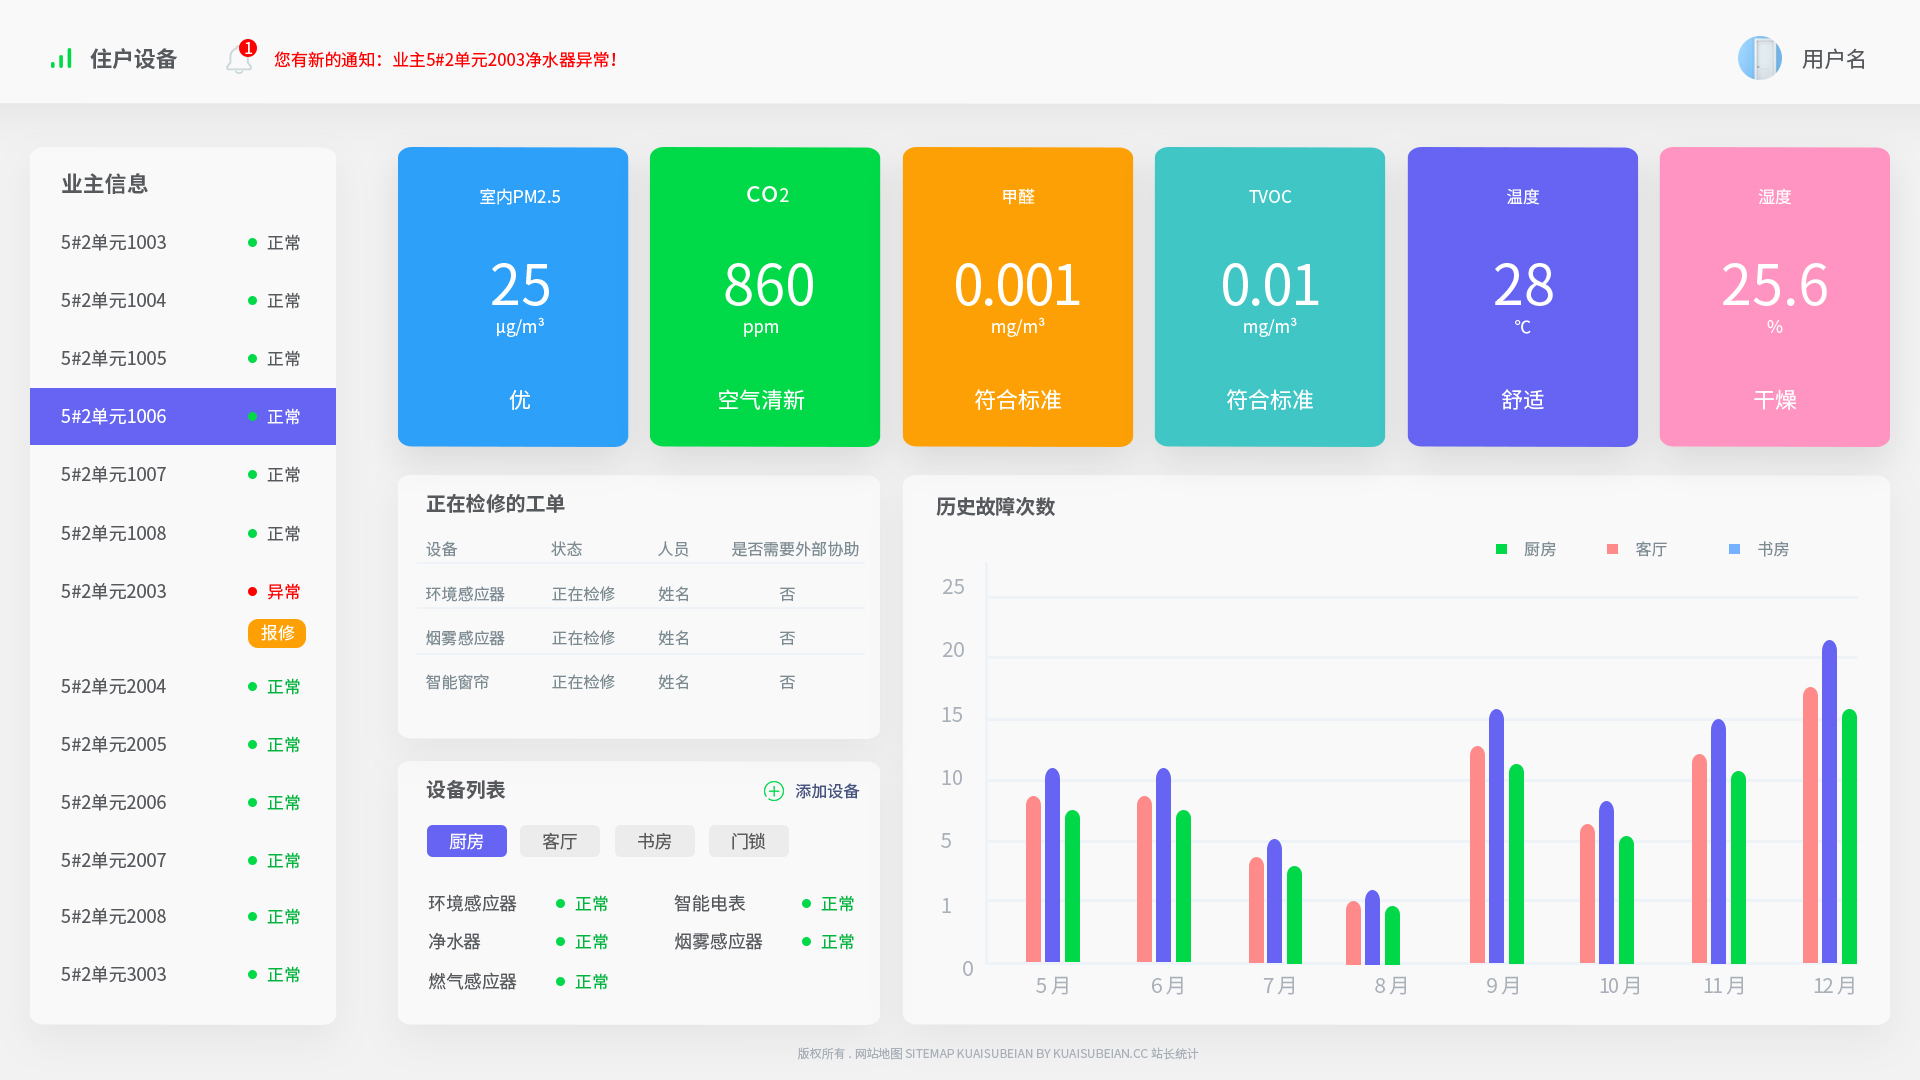 住户设备
1
您有新的通知：业主5#2单元2003净水器异常！
用户名
业主信息
5#2单元1003 正常
5#2单元1004 正常
5#2单元1005 正常
5#2单元1006 正常
5#2单元1007 正常
5#2单元1008 正常
5#2单元2003 异常
报修
5#2单元2004 正常
5#2单元2005 正常
5#2单元2006 正常
5#2单元2007 正常
5#2单元2008 正常
5#2单元3003 正常
室内PM2.5
25
μg/m³
优
CO2
860
ppm
空气清新
甲醛
0.001
mg/m³
符合标准
TVOC
0.01
mg/m³
符合标准
温度
28
℃
舒适
湿度
25.6
%
干燥
正在检修的工单
设备 状态 人员 是否需要外部协助
环境感应器 正在检修 姓名 否
烟雾感应器 正在检修 姓名 否
智能窗帘 正在检修 姓名 否
设备列表
添加设备
厨房 客厅 书房 门锁
环境感应器 正常 智能电表 正常
净水器 正常 烟雾感应器 正常
燃气感应器 正常
历史故障次数
厨房 客厅 书房
25
20
15
10
5
1
0
5月 6月 7月 8月 9月 10月 11月 12月
版权所有 . 网站地图 SITEMAP KUAISUBEIAN BY KUAISUBEIAN.CC 站长统计